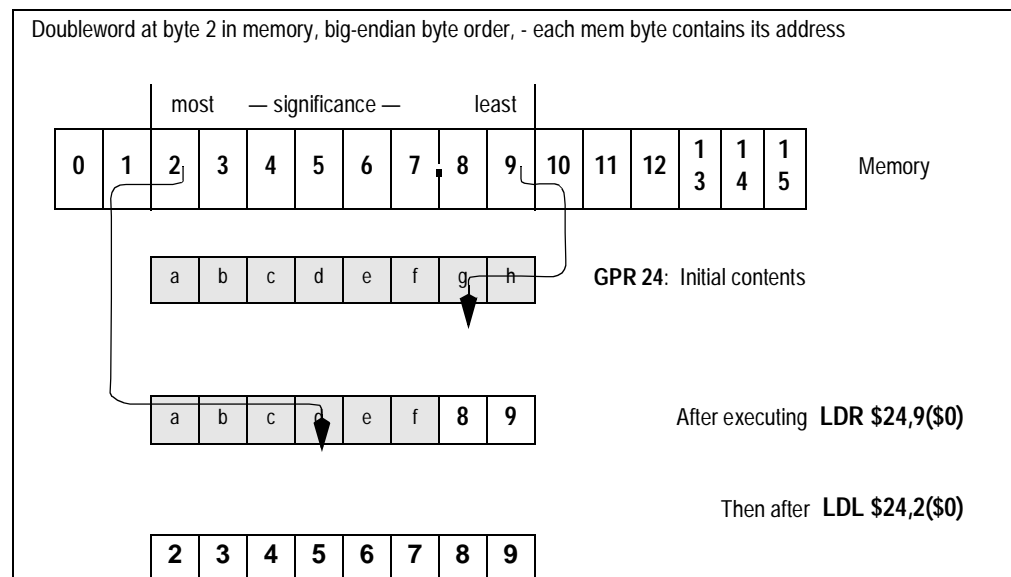 Doubleword at byte 2 in memory, big-endian byte order, - each mem byte contains its address
most — significance — least
0 1 2 3 4 5 6 7 8 9 10 11 12 13 14 15 Memory
a b c d e f g h GPR 24: Initial contents
a b c d e f 8 9 After executing LDR $24,9($0)
Then after LDL $24,2($0)
2 3 4 5 6 7 8 9